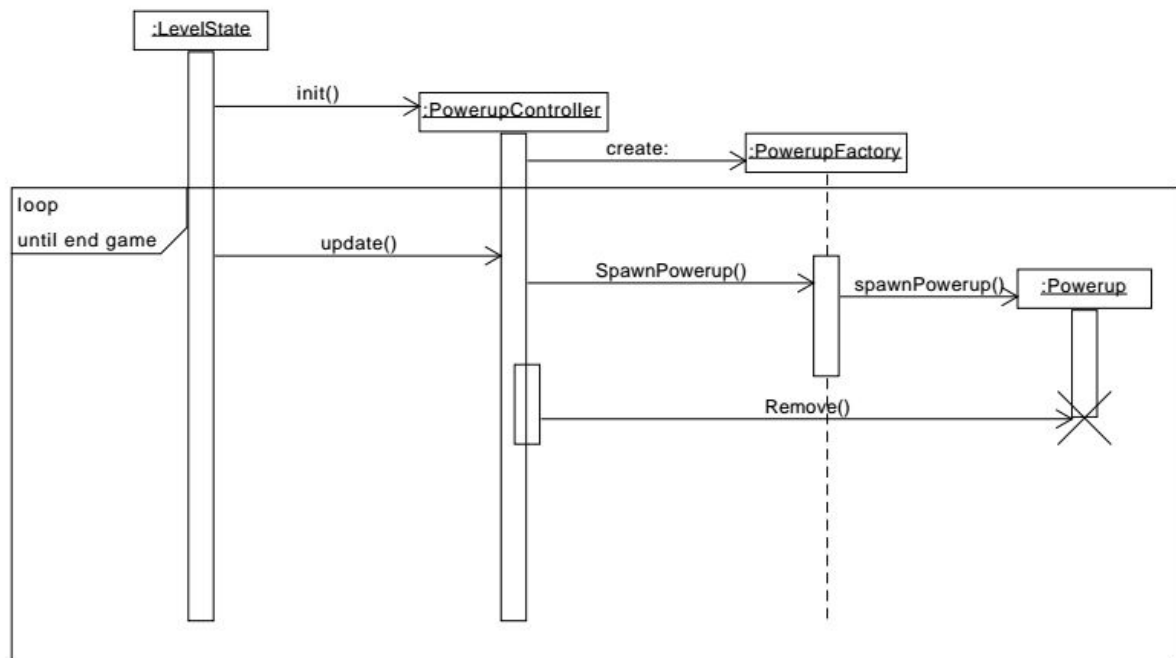 :LevelState
init()
:PowerupController
create:
:PowerupFactory
loop
until end game
update()
SpawnPowerup()
spawnPowerup()
:Powerup
Remove()